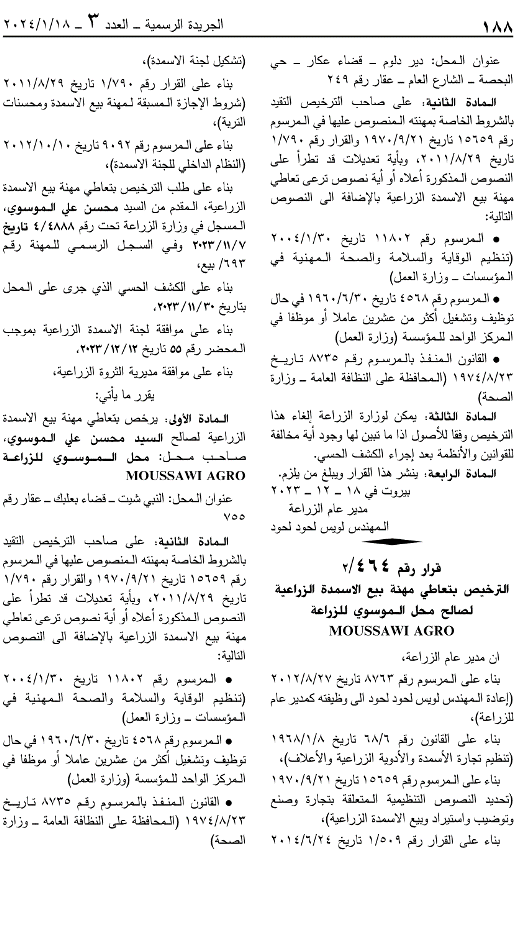 ١٨٨
الجريدة الرسمية ــ العدد ٣ ــ ٢٠٢٤/١/١٨
عنوان المحل: دير دلوم ــ قضاء عكار ــ حي
البحصة ــ الشارع العام ــ عقار رقم ٢٤٩
المادة الثانية: على صاحب الترخيص التقيد
بالشروط الخاصة بمهنته المنصوص عليها في المرسوم
رقم ١٥٦٥٩ تاريخ ١٩٧٠/٩/٢١ والقرار رقم ١/٧٩٠
تاريخ ٢٠١١/٨/٢٩، وبأية تعديلات قد تطرأ على
النصوص المذكورة أعلاه أو أية نصوص ترعى تعاطي
مهنة بيع الاسمدة الزراعية بالإضافة الى النصوص
التالية:
● المرسوم رقم ١١٨٠٢ تاريخ ٢٠٠٤/١/٣٠
(تنظيم الوقاية والسلامة والصحة المهنية في
المؤسسات ــ وزارة العمل)
● المرسوم رقم ٤٥٦٨ تاريخ ١٩٦٠/٦/٣٠ في حال
توظيف وتشغيل أكثر من عشرين عاملا أو موظفا في
المركز الواحد للمؤسسة (وزارة العمل)
● القانون المنفذ بالمرسوم رقم ٨٧٣٥ تاريخ
١٩٧٤/٨/٢٣ (المحافظة على النظافة العامة ــ وزارة
الصحة)
المادة الثالثة: يمكن لوزارة الزراعة إلغاء هذا
الترخيص وفقا للأصول اذا ما تبين لها وجود أية مخالفة
للقوانين والأنظمة بعد إجراء الكشف الحسي.
المادة الرابعة: ينشر هذا القرار ويبلغ من يلزم.
بيروت في ١٨ ــ ١٢ ــ ٢٠٢٣
مدير عام الزراعة
المهندس لويس لحود لحود
قرار رقم ٢/٤٦٤
الترخيص بتعاطي مهنة بيع الاسمدة الزراعية
لصالح محل الموسوي للزراعة
MOUSSAWI AGRO
ان مدير عام الزراعة،
بناء على المرسوم رقم ٨٧٦٣ تاريخ ٢٠١٢/٨/٢٧
(إعادة المهندس لويس لحود لحود الى وظيفته كمدير عام
للزراعة)،
بناء على القانون رقم ٦٨/٦ تاريخ ١٩٦٨/١/٨
(تنظيم تجارة الأسمدة والأدوية الزراعية والأعلاف)،
بناء على المرسوم رقم ١٥٦٥٩ تاريخ ١٩٧٠/٩/٢١
(تحديد النصوص التنظيمية المتعلقة بتجارة وصنع
وتوضيب واستيراد وبيع الاسمدة الزراعية)،
بناء على القرار رقم ١/٥٠٩ تاريخ ٢٠١٤/٦/٢٤
(تشكيل لجنة الاسمدة)،
بناء على القرار رقم ١/٧٩٠ تاريخ ٢٠١١/٨/٢٩
(شروط الإجازة المسبقة لمهنة بيع الاسمدة ومحسنات
التربة)،
بناء على المرسوم رقم ٩٠٩٢ تاريخ ٢٠١٢/١٠/١٠
(النظام الداخلي للجنة الاسمدة)،
بناء على طلب الترخيص بتعاطي مهنة بيع الاسمدة
الزراعية، المقدم من السيد محسن علي الموسوي،
المسجل في وزارة الزراعة تحت رقم ٤/٤٨٨٨ تاريخ
٢٠٢٣/١١/٧ وفي السجل الرسمي للمهنة رقم
٦٩٣/ بيع،
بناء على الكشف الحسي الذي جرى على المحل
بتاريخ ٢٠٢٣/١١/٣٠،
بناء على موافقة لجنة الاسمدة الزراعية بموجب
المحضر رقم ٥٥ تاريخ ٢٠٢٣/١٢/١٢،
بناء على موافقة مديرية الثروة الزراعية،
يقرر ما يأتي:
المادة الأولى: يرخص بتعاطي مهنة بيع الاسمدة
الزراعية لصالح السيد محسن علي الموسوي،
صاحب محل: محل الموسوي للزراعة
MOUSSAWI AGRO
عنوان المحل: النبي شيت ــ قضاء بعلبك ــ عقار رقم
٧٥٥
المادة الثانية: على صاحب الترخيص التقيد
بالشروط الخاصة بمهنته المنصوص عليها في المرسوم
رقم ١٥٦٥٩ تاريخ ١٩٧٠/٩/٢١ والقرار رقم ١/٧٩٠
تاريخ ٢٠١١/٨/٢٩، وبأية تعديلات قد تطرأ على
النصوص المذكورة أعلاه أو أية نصوص ترعى تعاطي
مهنة بيع الاسمدة الزراعية بالإضافة الى النصوص
التالية:
● المرسوم رقم ١١٨٠٢ تاريخ ٢٠٠٤/١/٣٠
(تنظيم الوقاية والسلامة والصحة المهنية في
المؤسسات ــ وزارة العمل)
● المرسوم رقم ٤٥٦٨ تاريخ ١٩٦٠/٦/٣٠ في حال
توظيف وتشغيل أكثر من عشرين عاملا أو موظفا في
المركز الواحد للمؤسسة (وزارة العمل)
● القانون المنفذ بالمرسوم رقم ٨٧٣٥ تاريخ
١٩٧٤/٨/٢٣ (المحافظة على النظافة العامة ــ وزارة
الصحة)